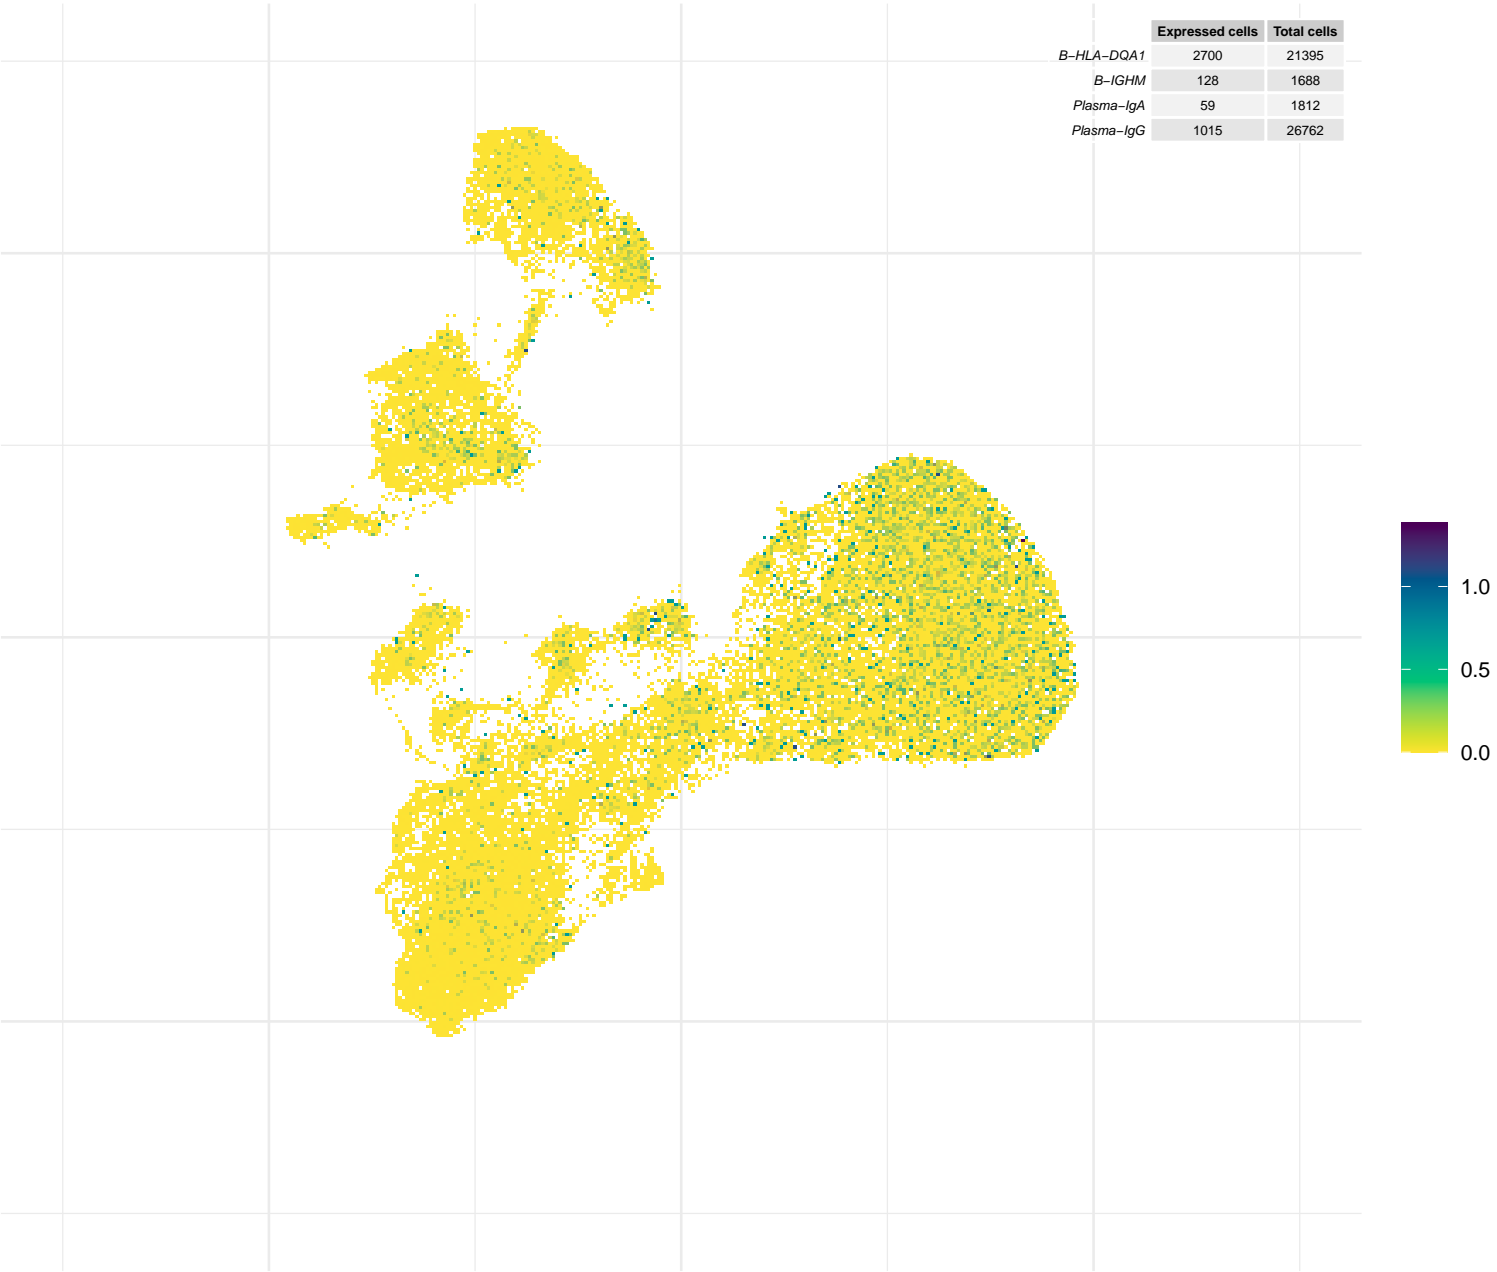 Expressed cells Total cells
B−HLA−DQA1 2700 21395
B−IGHM 128 1688
Plasma−IgA 59 1812
Plasma−IgG 1015 26762
1.0
0.5
0.0